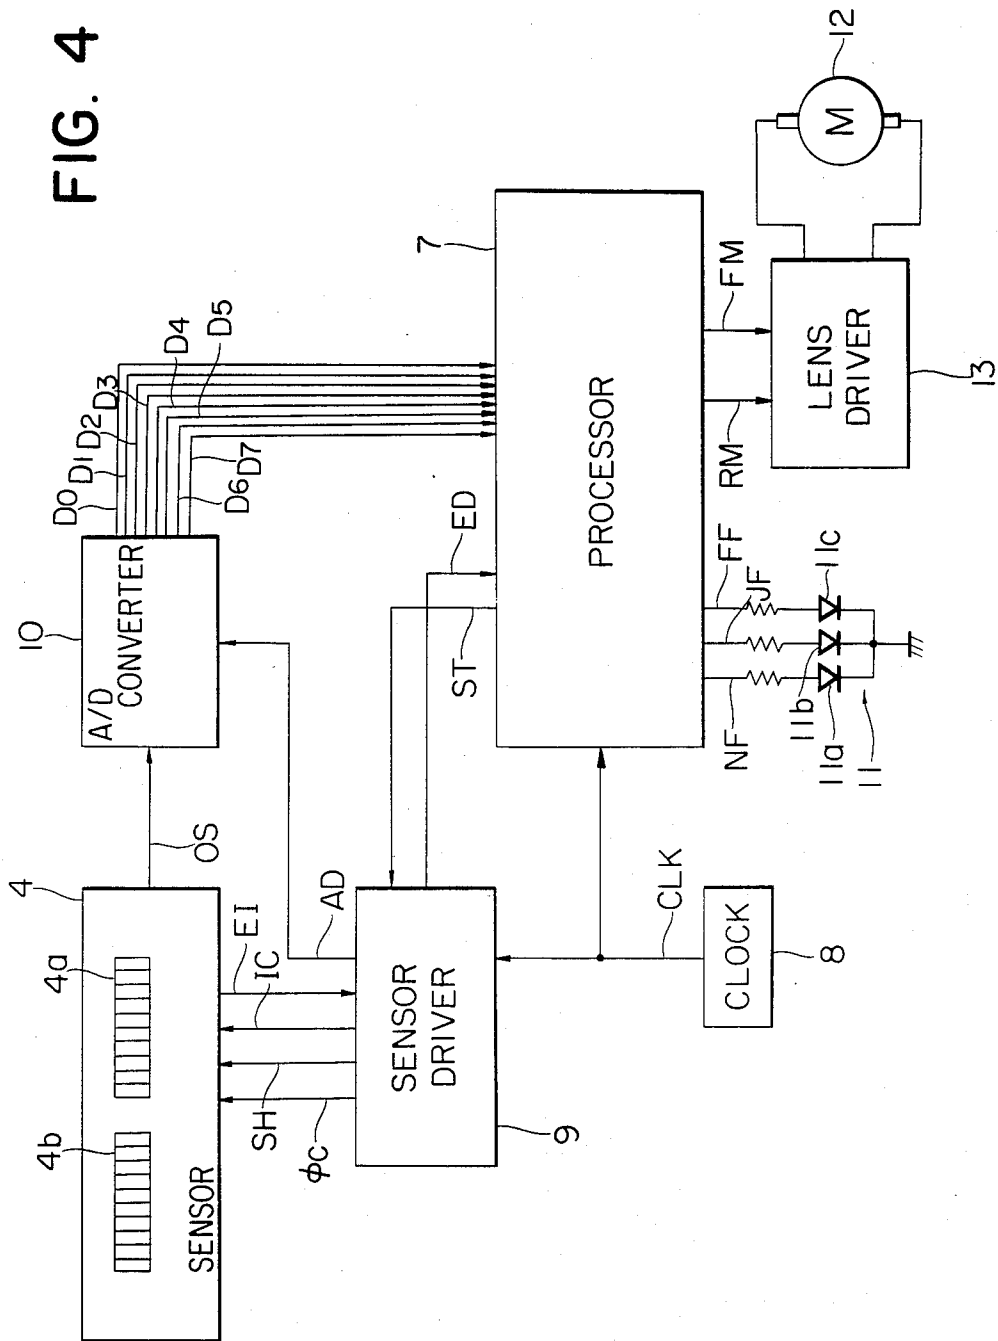 FIG. 4
4
4b
4a
SENSOR
OS
10
A/D
CONVERTER
D0
D1
D2
D3
D4
D5
D6
D7
EI
IC
SH
φC
AD
SENSOR
DRIVER
9
ST
ED
7
PROCESSOR
CLK
CLOCK
8
NF
JF
FF
11a
11b
11c
11
RM
FM
LENS
DRIVER
13
M
12